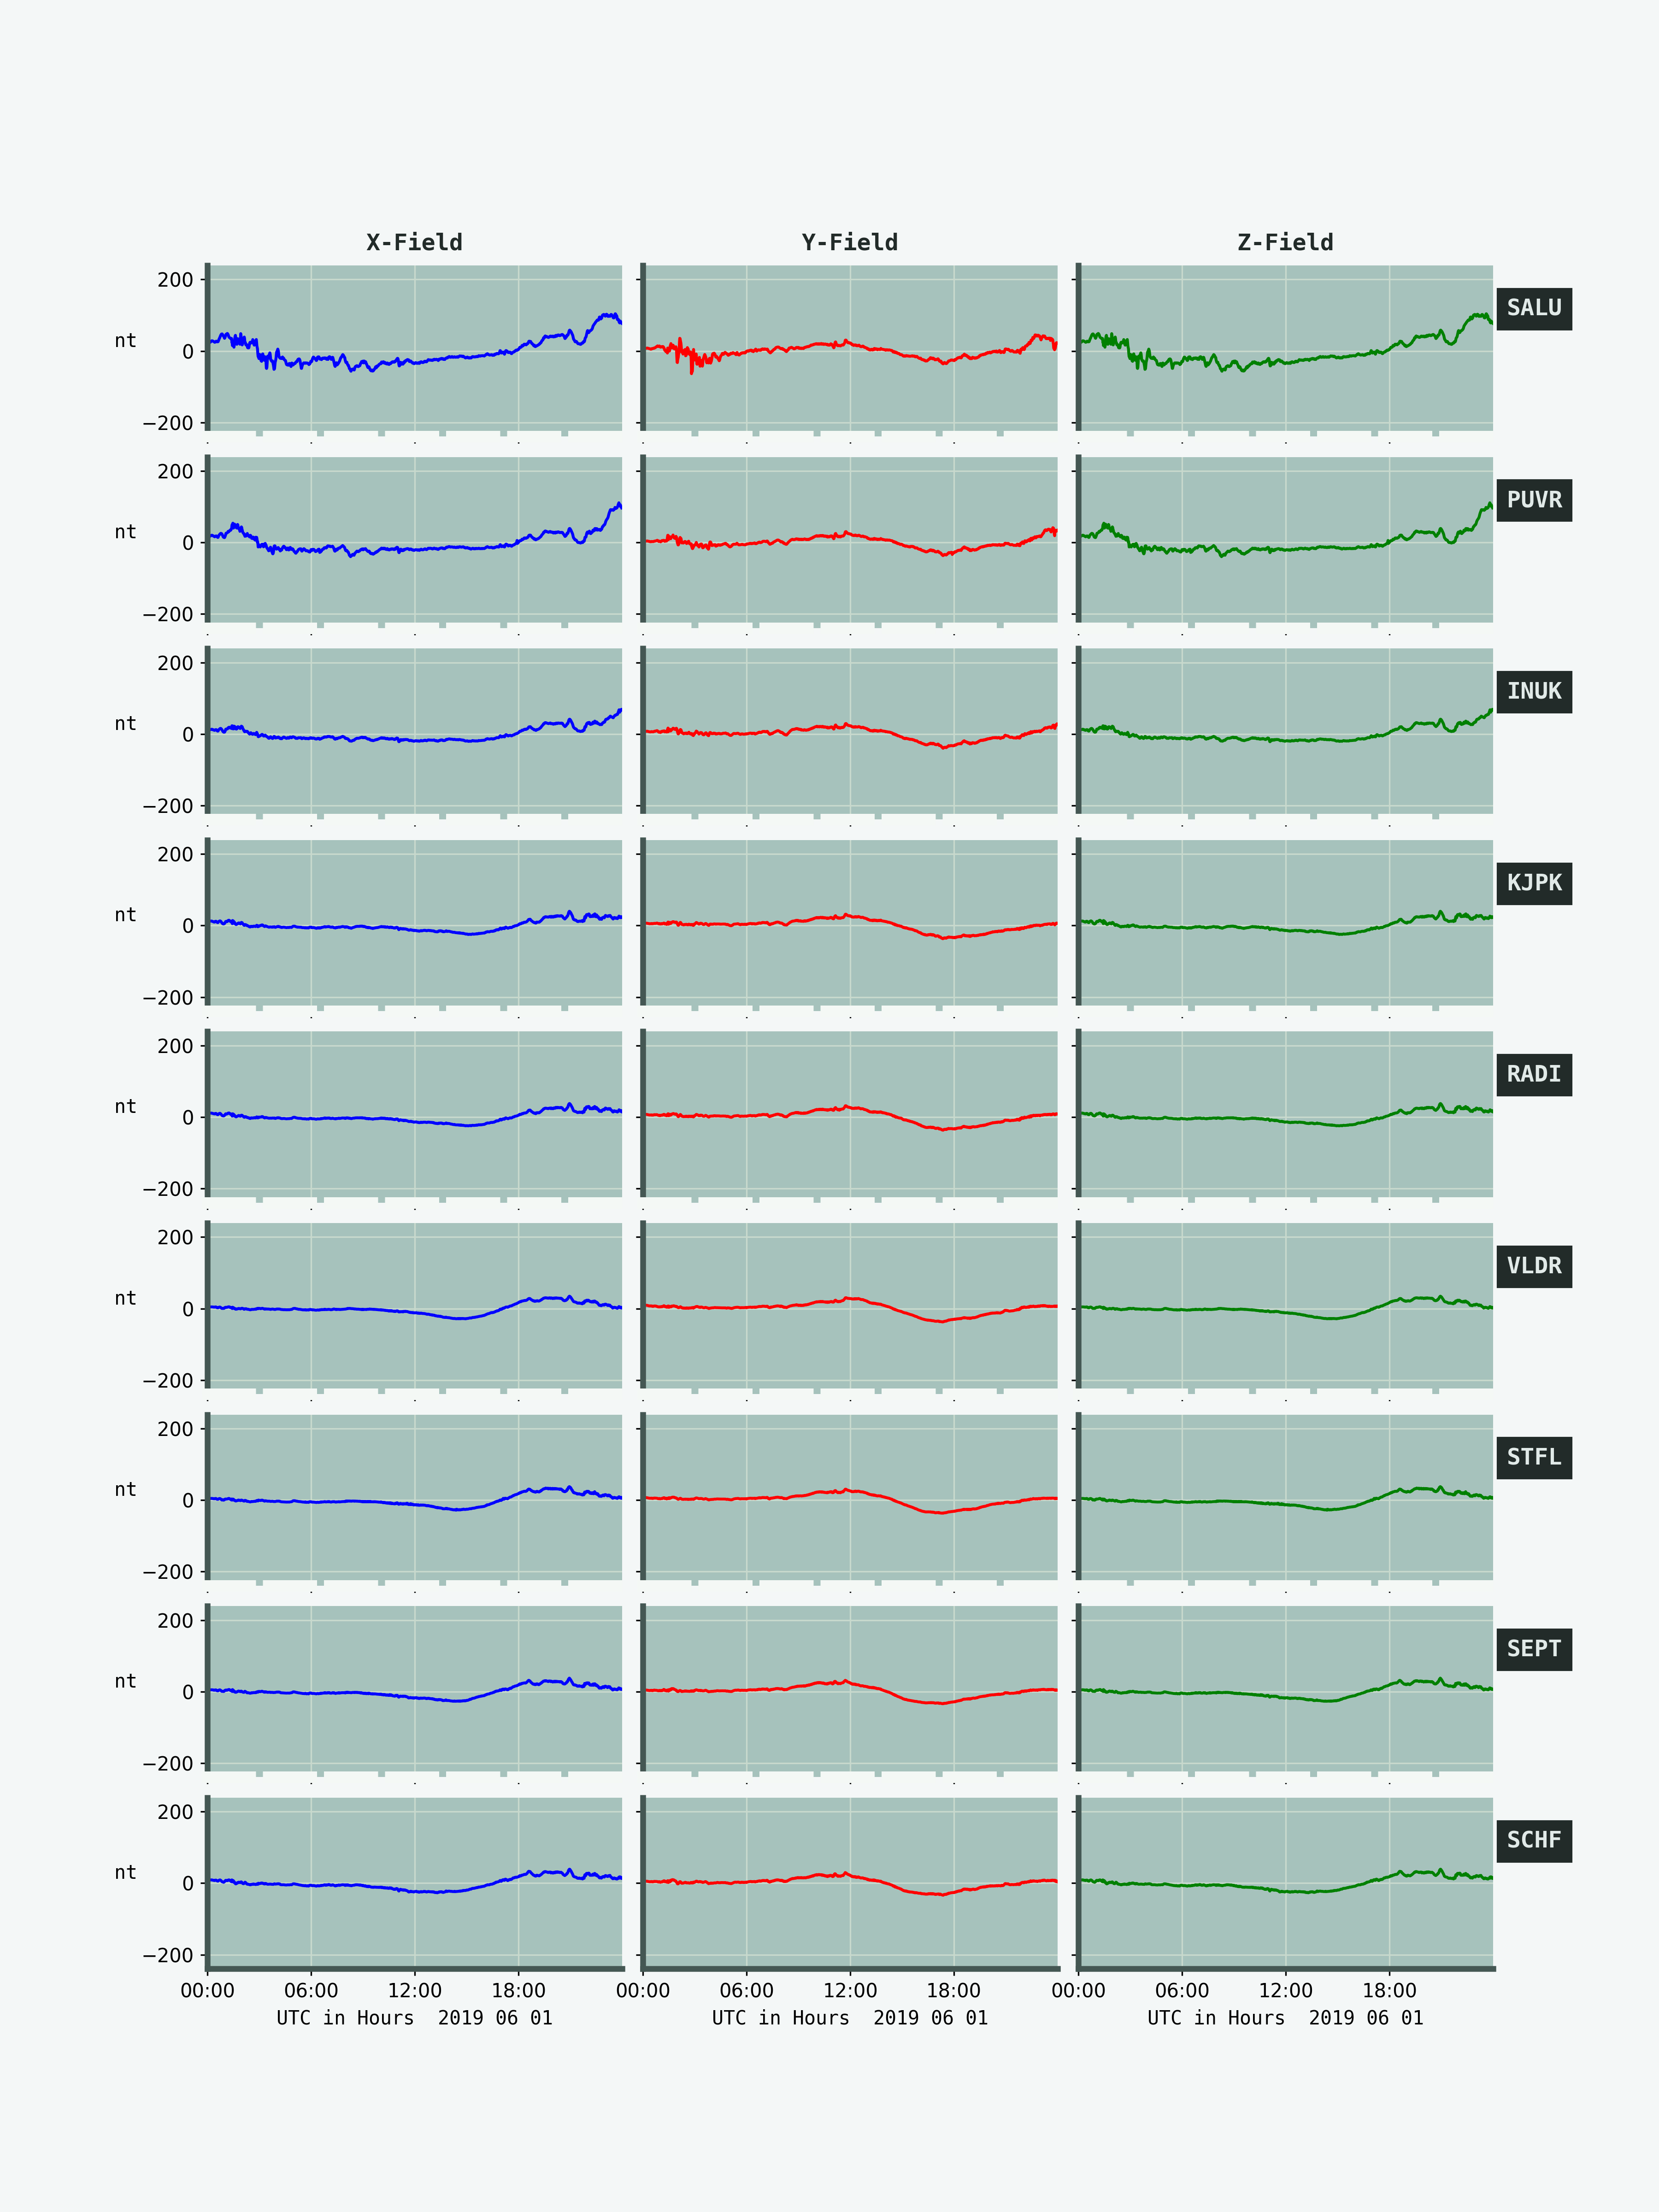 X-Field Y-Field Z-Field
200
SALU
nt
0
−200
200
PUVR
nt
0
−200
200
INUK
nt
0
−200
200
KJPK
nt
0
−200
200
RADI
nt
0
−200
200
VLDR
nt
0
−200
200
STFL
nt
0
−200
200
SEPT
nt
0
−200
200
SCHF
nt
0
−200
00:00 06:00 12:00 18:00 00:00 06:00 12:00 18:00 00:00 06:00 12:00 18:00
UTC in Hours 2019 06 01 UTC in Hours 2019 06 01 UTC in Hours 2019 06 01